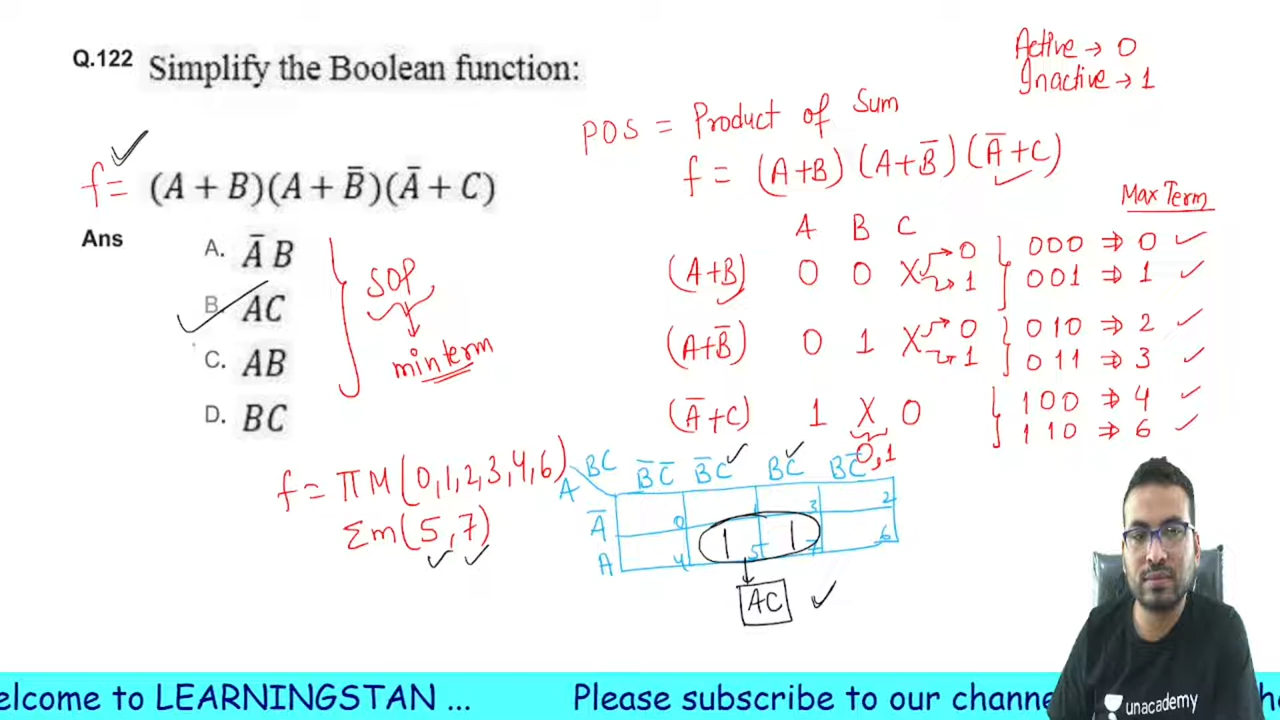 Q.122 Simplify the Boolean function:
f = (A + B)(A + B̄)(Ā + C)
Ans
A. Ā B
B. AC
C. AB
D. BC
SOP
minterm
Active → 0
Inactive → 1
POS = Product of Sum
f = (A+B) (A+B̄) (Ā+C)
Max Term
A B C
(A+B) 0 0 X → 0
→ 1
000 ⇒ 0
001 ⇒ 1
(A+B̄) 0 1 X → 0
→ 1
010 ⇒ 2
011 ⇒ 3
(Ā+C) 1 X 0
0,1
100 ⇒ 4
110 ⇒ 6
f = πM(0,1,2,3,4,6)
Σm(5,7)
A BC B̄C̄ B̄C BC BC̄
Ā 0 1 3 2
A 4 1 5 1 7 6
AC
unacademy
elcome to LEARNINGSTAN ... Please subscribe to our channe